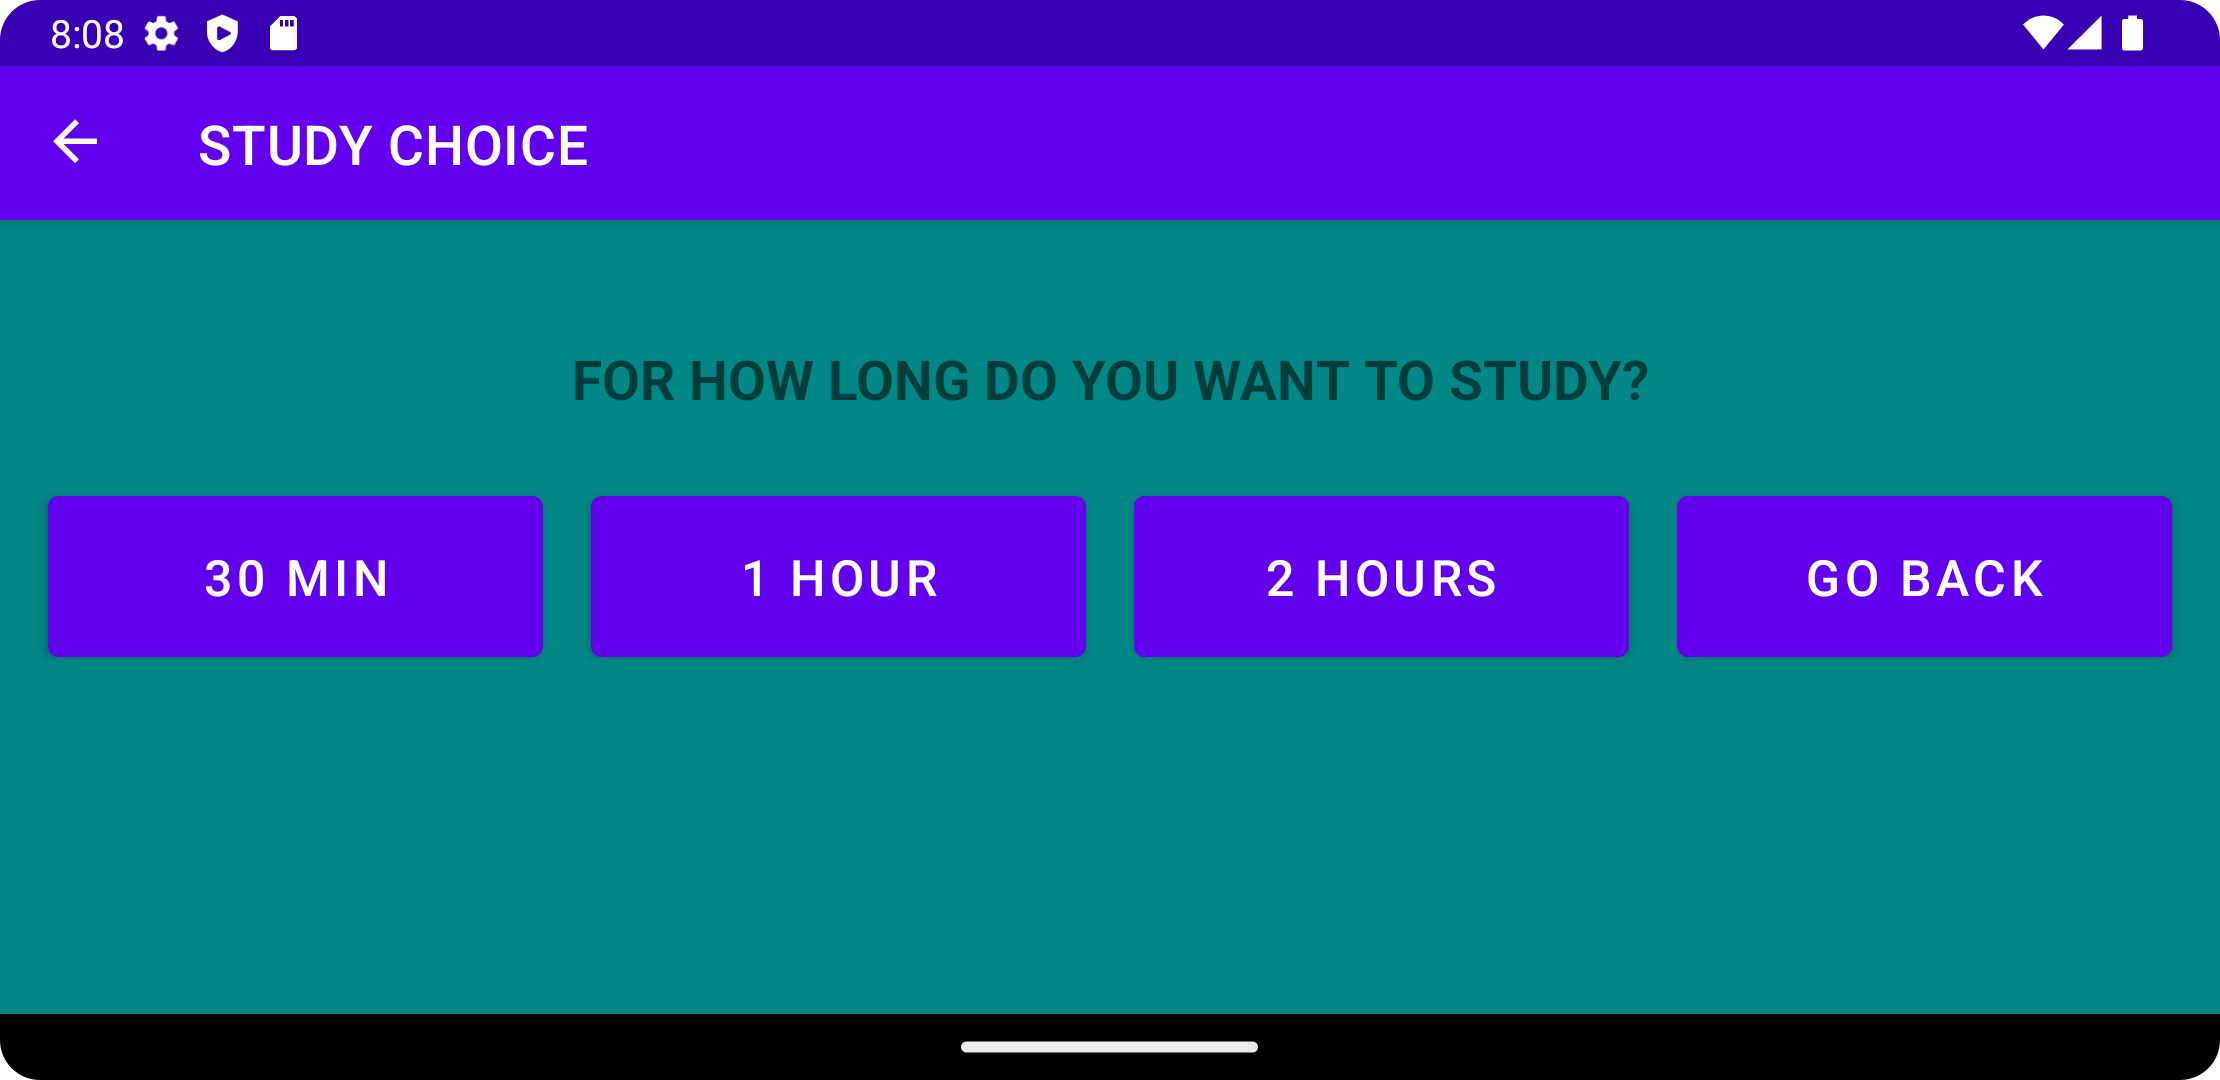 8:08
STUDY CHOICE
FOR HOW LONG DO YOU WANT TO STUDY?
30 MIN
1 HOUR
2 HOURS
GO BACK